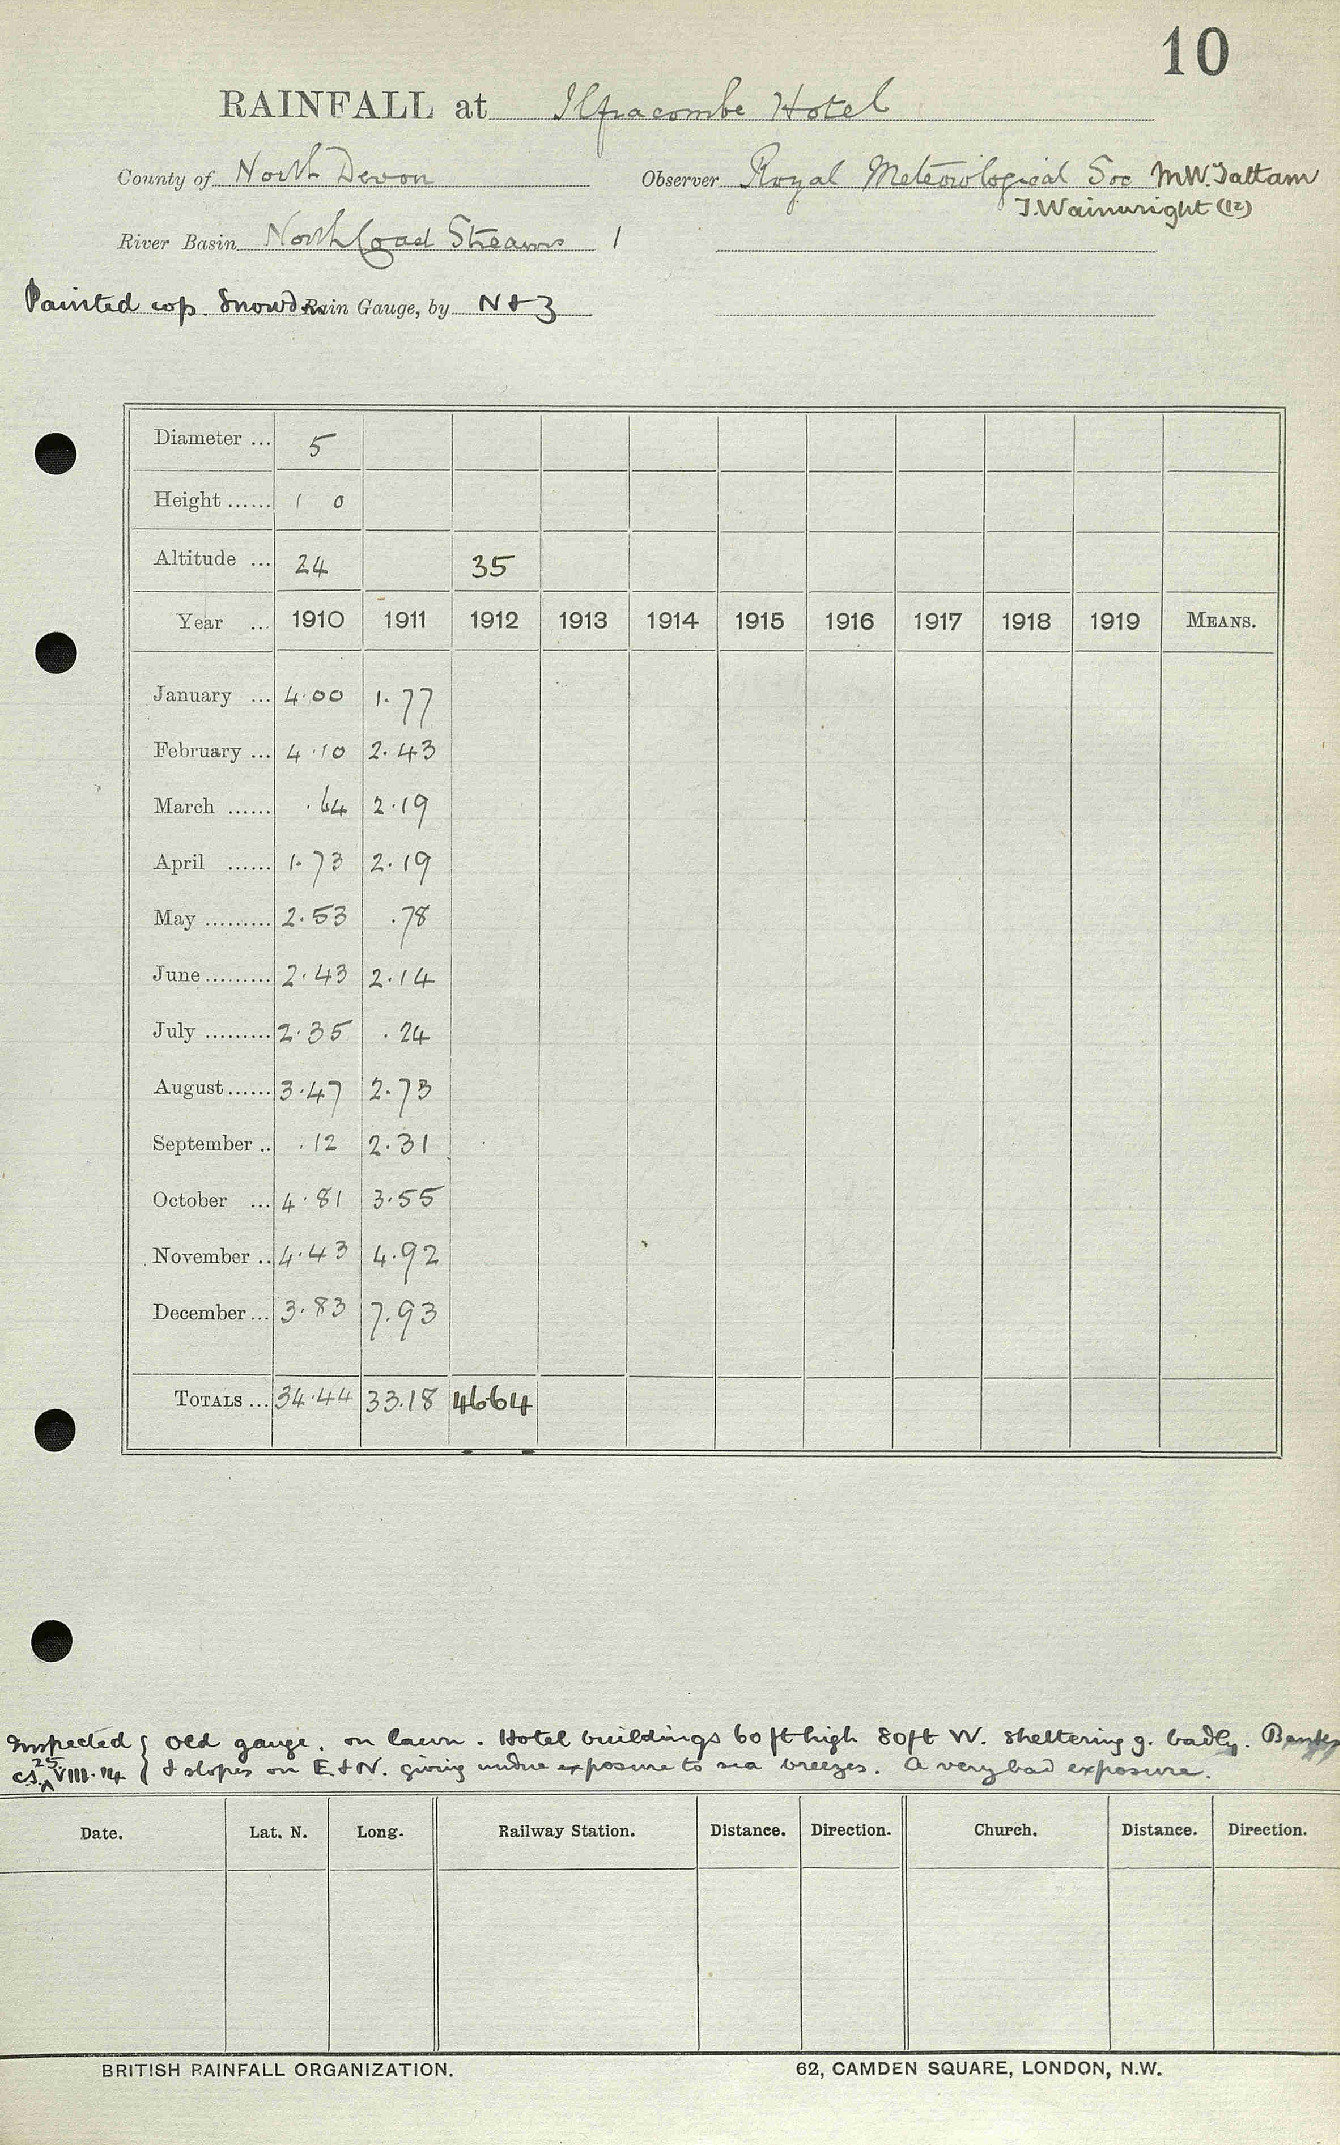 10
RAINFALL at Ilfracombe Hotel
County of North Devon Observer Royal Meteorological Soc M.W. Tattam
J. Wainwright (12)
River Basin North Coast Streams 1
Painted cop. Snowdon Rain Gauge, by N & Z
Diameter ... 5
Height ...... 1 0
Altitude ... 24 35
Year ... 1910 1911 1912 1913 1914 1915 1916 1917 1918 1919 MEANS.
January ... 4.00 1.77
February ... 4.10 2.43
March ...... .64 2.19
April ...... 1.73 2.19
May ......... 2.53 .78
June ......... 2.43 2.14
July ......... 2.35 .24
August ...... 3.47 2.73
September .. .12 2.31
October ... 4.81 3.55
November .. 4.43 4.92
December ... 3.83 7.93
TOTALS ... 34.44 33.18 46.64
Inspected { Old gauge, on lawn. Hotel buildings 60 ft high 80ft W. sheltering g. badly. Banks
25 VIII.14 { & slopes on E. & N. giving undue exposure to sea breezes. A very bad exposure.
Date. Lat. N. Long. Railway Station. Distance. Direction. Church. Distance. Direction.
BRITISH RAINFALL ORGANIZATION. 62, CAMDEN SQUARE, LONDON, N.W.